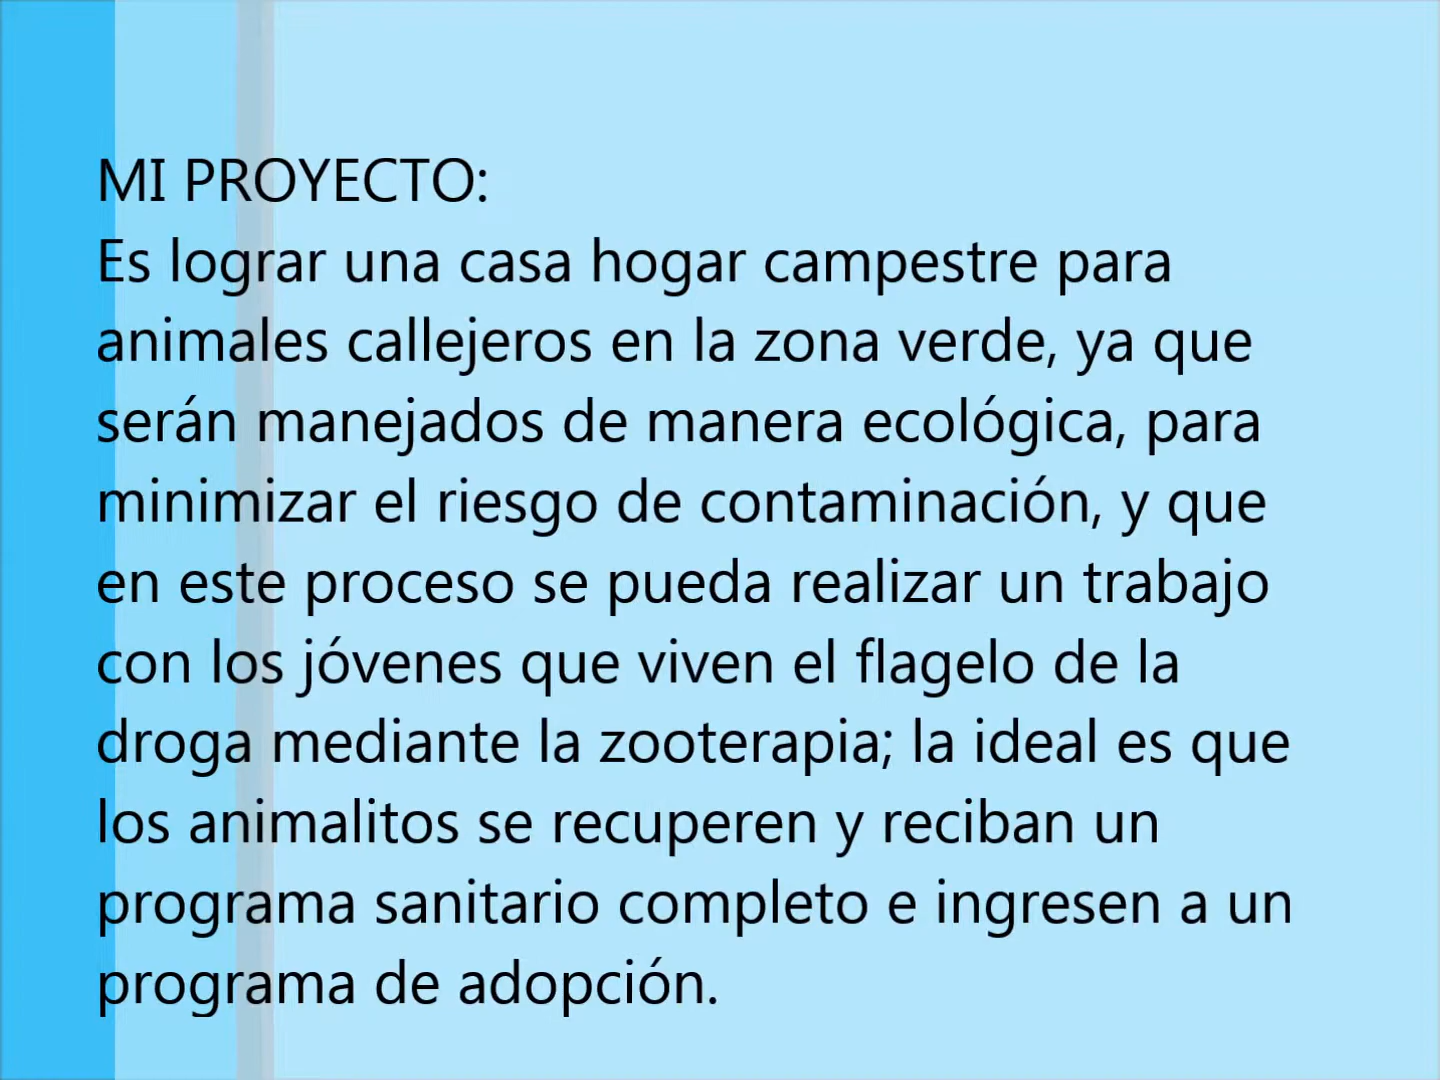 MI PROYECTO:
Es lograr una casa hogar campestre para
animales callejeros en la zona verde, ya que
serán manejados de manera ecológica, para
minimizar el riesgo de contaminación, y que
en este proceso se pueda realizar un trabajo
con los jóvenes que viven el flagelo de la
droga mediante la zooterapia; la ideal es que
los animalitos se recuperen y reciban un
programa sanitario completo e ingresen a un
programa de adopción.